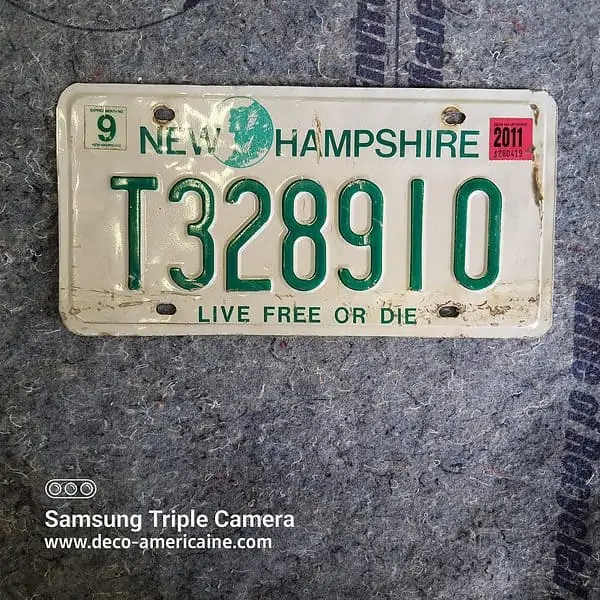 9
NEW HAMPSHIRE
2011
T328910
LIVE FREE OR DIE
Samsung Triple Camera
www.deco-americaine.com